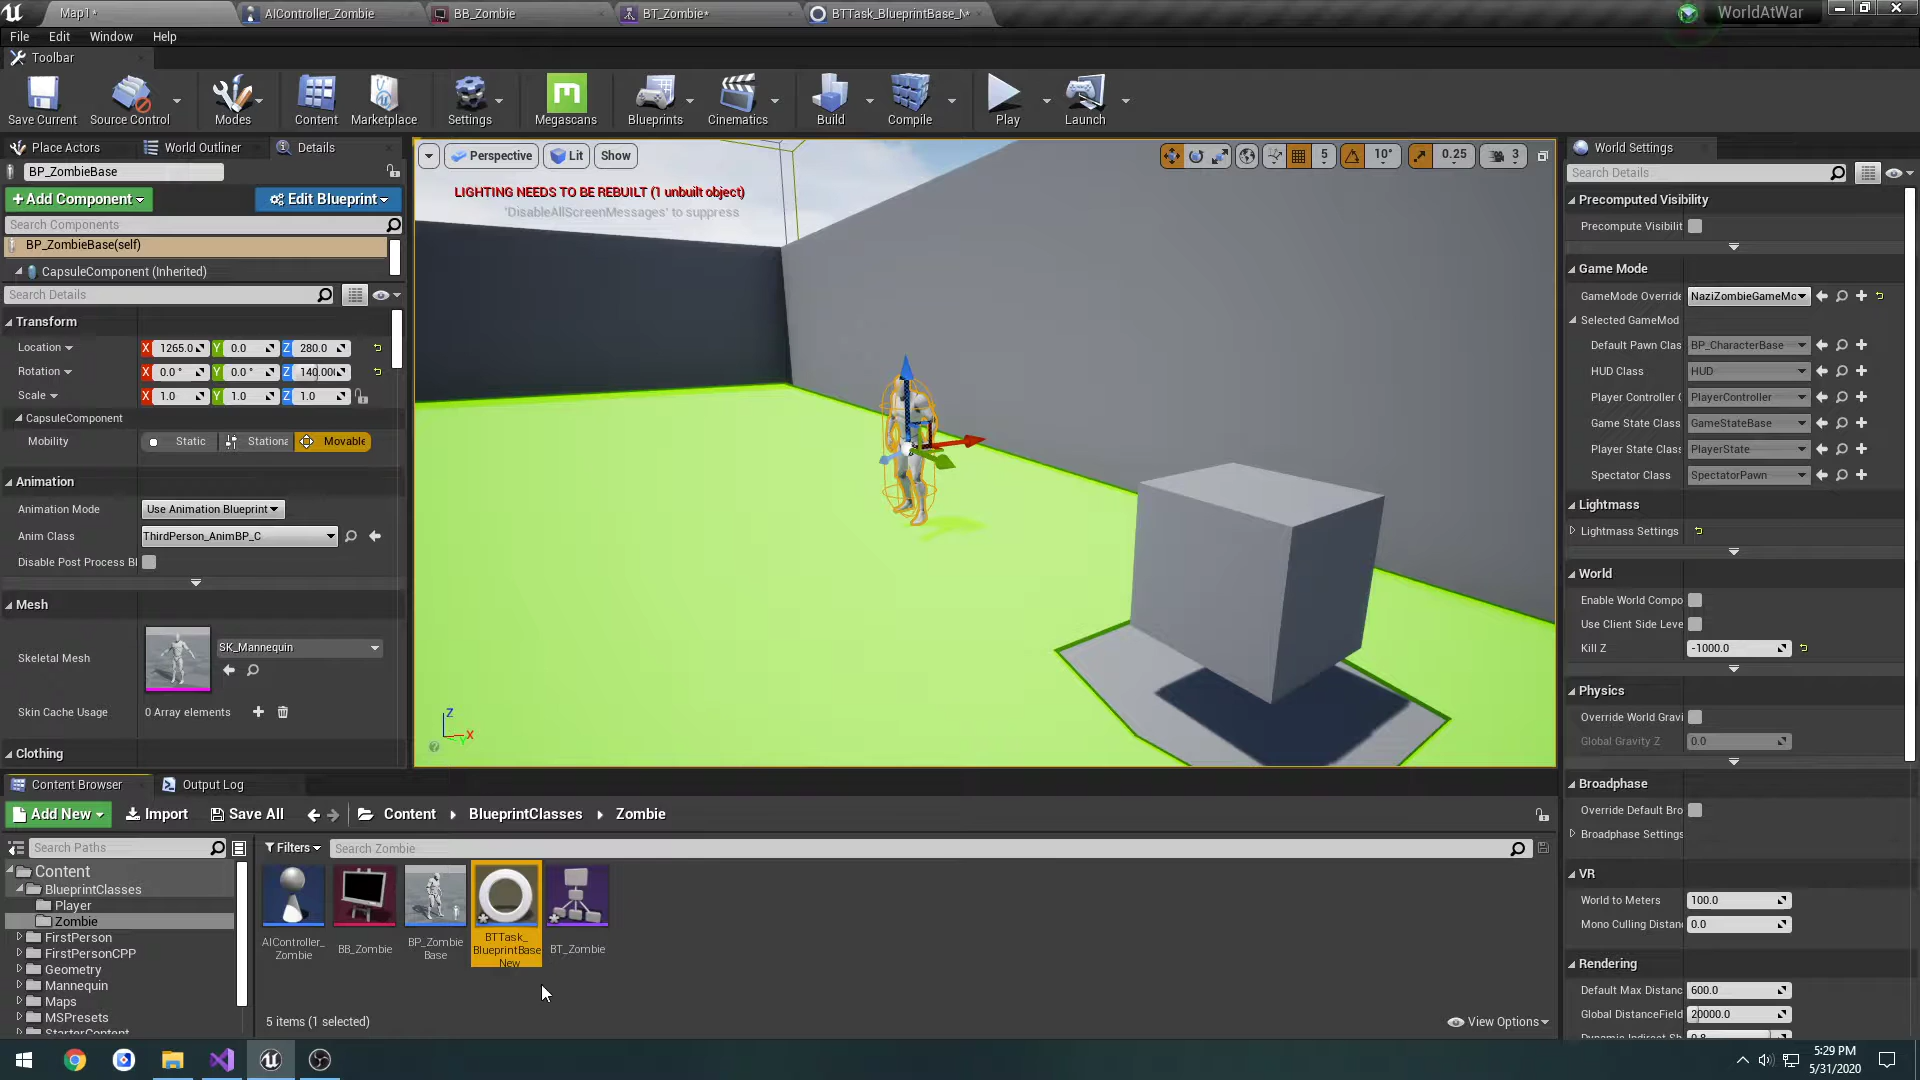 Map1*
AIController_Zombie
BB_Zombie
BT_Zombie*
BTTask_BlueprintBase_N*
WorldAtWar
File Edit Window Help
Toolbar
Save Current
Source Control
Modes
Content
Marketplace
Settings
Megascans
Blueprints
Cinematics
Build
Compile
Play
Launch
Place Actors
World Outliner
Details
BP_ZombieBase
+Add Component
Edit Blueprint
Search Components
BP_ZombieBase(self)
CapsuleComponent (Inherited)
Search Details
Transform
Location X 1265.0 Y 0.0 Z 280.0
Rotation X 0.0 ° Y 0.0 ° Z 140.00
Scale X 1.0 Y 1.0 Z 1.0
CapsuleComponent
Mobility Static Stationa Movable
Animation
Animation Mode Use Animation Blueprint
Anim Class ThirdPerson_AnimBP_C
Disable Post Process Bl
Mesh
Skeletal Mesh SK_Mannequin
Skin Cache Usage 0 Array elements
Clothing
Perspective Lit Show
5 10° 0.25 3
LIGHTING NEEDS TO BE REBUILT (1 unbuilt object)
'DisableAllScreenMessages' to suppress
Z
X
Y
World Settings
Search Details
Precomputed Visibility
Precompute Visibilit
Game Mode
GameMode Override NaziZombieGameMo
Selected GameMod
Default Pawn Clas BP_CharacterBase
HUD Class HUD
Player Controller C PlayerController
Game State Class GameStateBase
Player State Class PlayerState
Spectator Class SpectatorPawn
Lightmass
Lightmass Settings
World
Enable World Compo
Use Client Side Leve
Kill Z -1000.0
Physics
Override World Gravi
Global Gravity Z 0.0
Broadphase
Override Default Bro
Broadphase Settings
VR
World to Meters 100.0
Mono Culling Distan 0.0
Rendering
Default Max Distanc 600.0
Global DistanceField 20000.0
Content Browser
Output Log
Add New Import Save All Content BlueprintClasses Zombie
Search Paths
Filters Search Zombie
Content
BlueprintClasses
Player
Zombie
FirstPerson
FirstPersonCPP
Geometry
Mannequin
Maps
MSPresets
StarterContent
AIController_
Zombie
BB_Zombie
BP_Zombie
Base
BTTask_
BlueprintBase
New
BT_Zombie
5 items (1 selected)
View Options
5:29 PM
5/31/2020